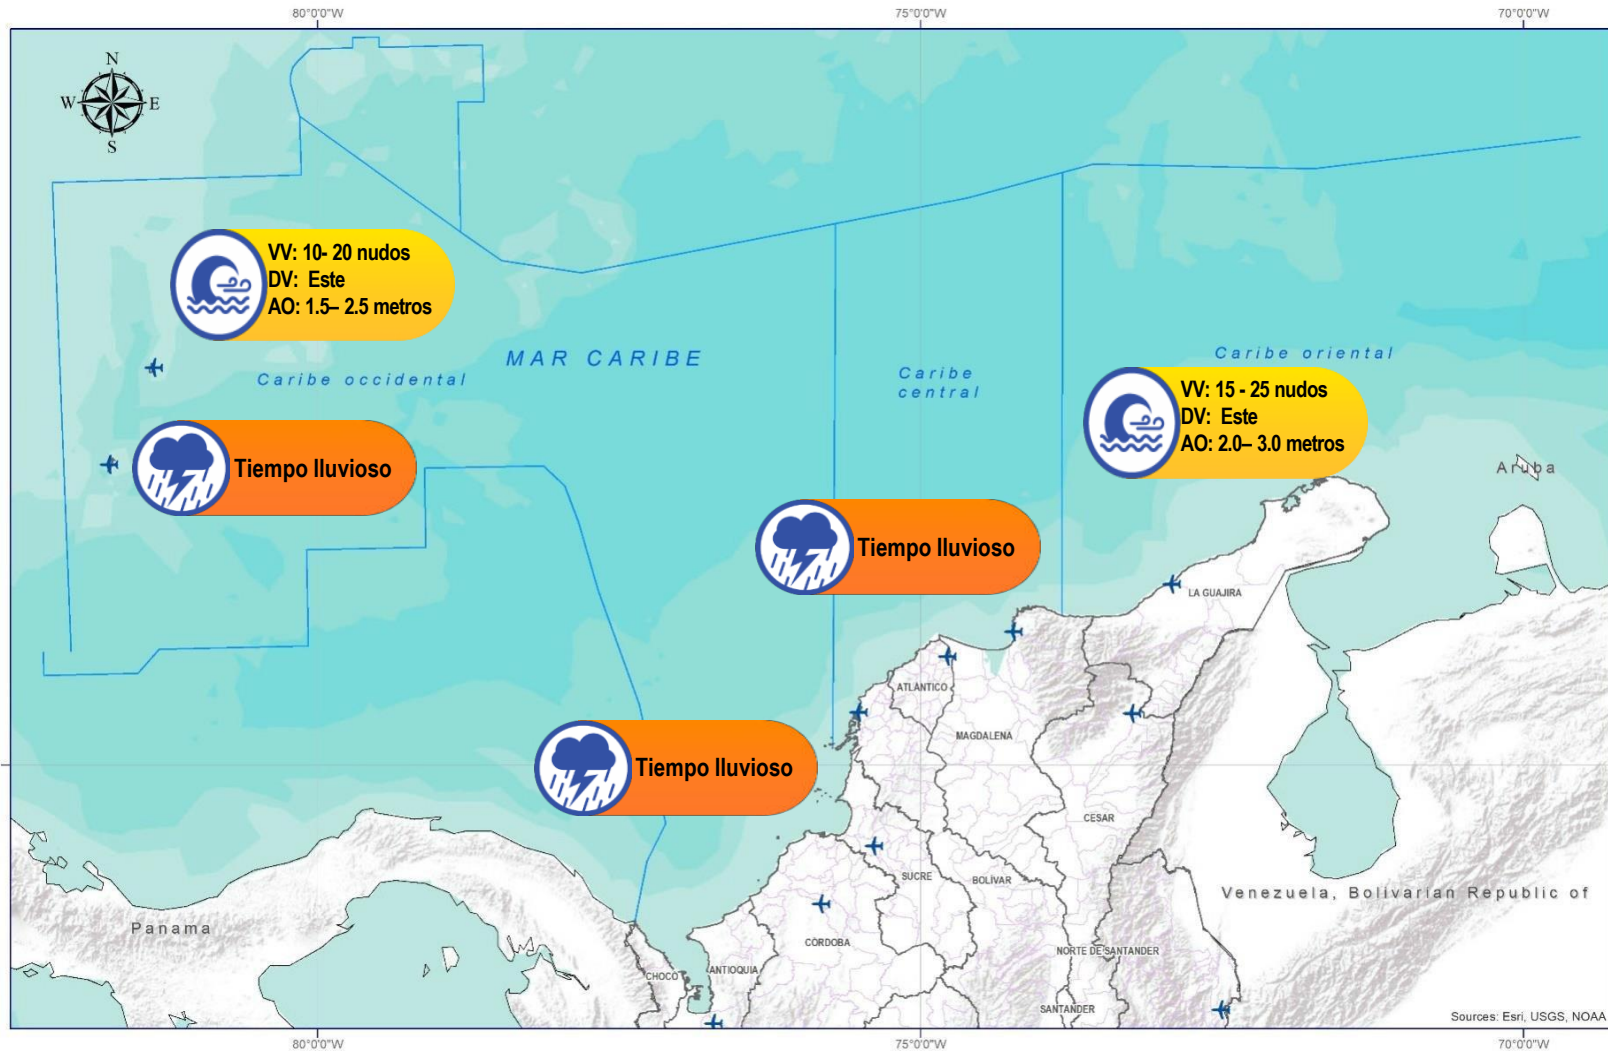 80°0'0"W
75°0'0"W
70°0'0"W
N
W
E
S
VV: 10- 20 nudos
DV: Este
AO: 1.5– 2.5 metros
MAR CARIBE
Caribe occidental
Caribe
central
Caribe oriental
VV: 15 - 25 nudos
DV: Este
AO: 2.0– 3.0 metros
Tiempo lluvioso
Aruba
Tiempo lluvioso
LA GUAJIRA
ATLÁNTICO
MAGDALENA
Tiempo lluvioso
CESAR
SUCRE
BOLÍVAR
Venezuela, Bolivarian Republic of
Panama
CÓRDOBA
NORTE DE SANTANDER
CHOCÓ
ANTIOQUIA
SANTANDER
Sources: Esri, USGS, NOAA
80°0'0"W
75°0'0"W
70°0'0"W